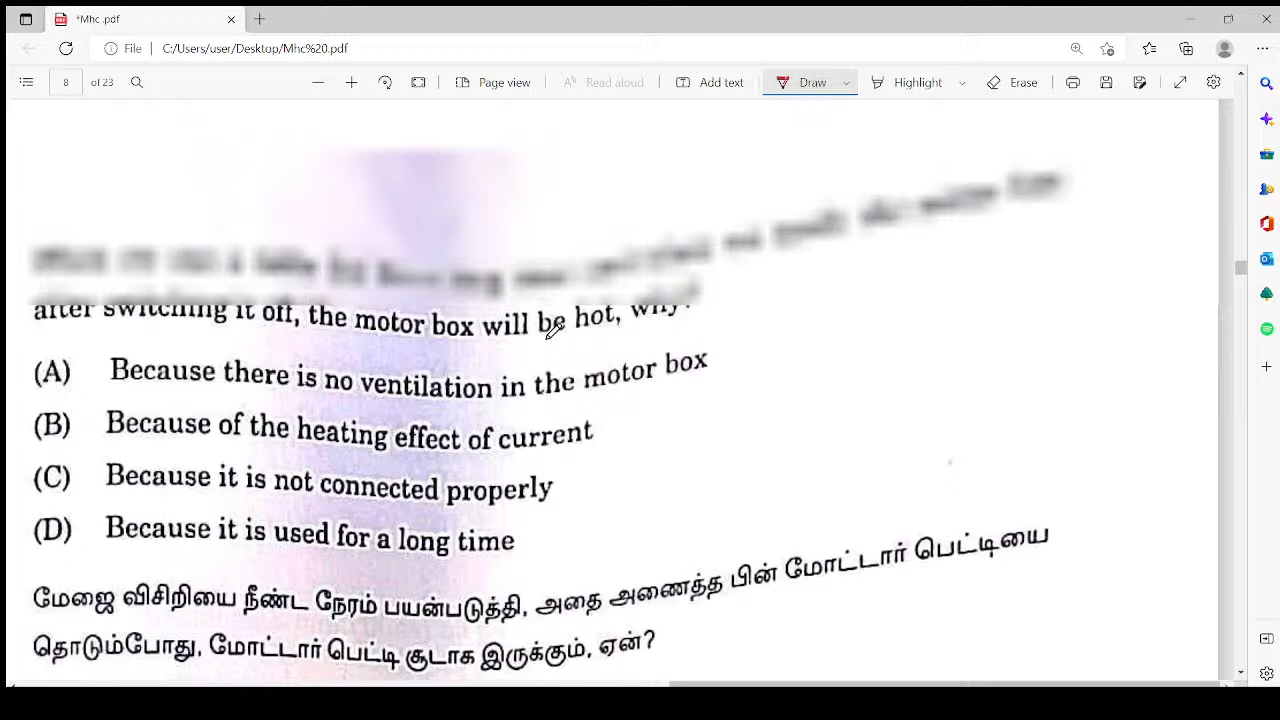 *Mhc .pdf
File
C:/Users/user/Desktop/Mhc%20.pdf
8 of 23
Page view
Read aloud
Add text
Draw
Highlight
Erase
after switching it off, the motor box will be hot, why?
(A) Because there is no ventilation in the motor box
(B) Because of the heating effect of current
(C) Because it is not connected properly
(D) Because it is used for a long time
மேஜை விசிறியை நீண்ட நேரம் பயன்படுத்தி, அதை அணைத்த பின் மோட்டார் பெட்டியை
தொடும்போது, மோட்டார் பெட்டி சூடாக இருக்கும், ஏன்?